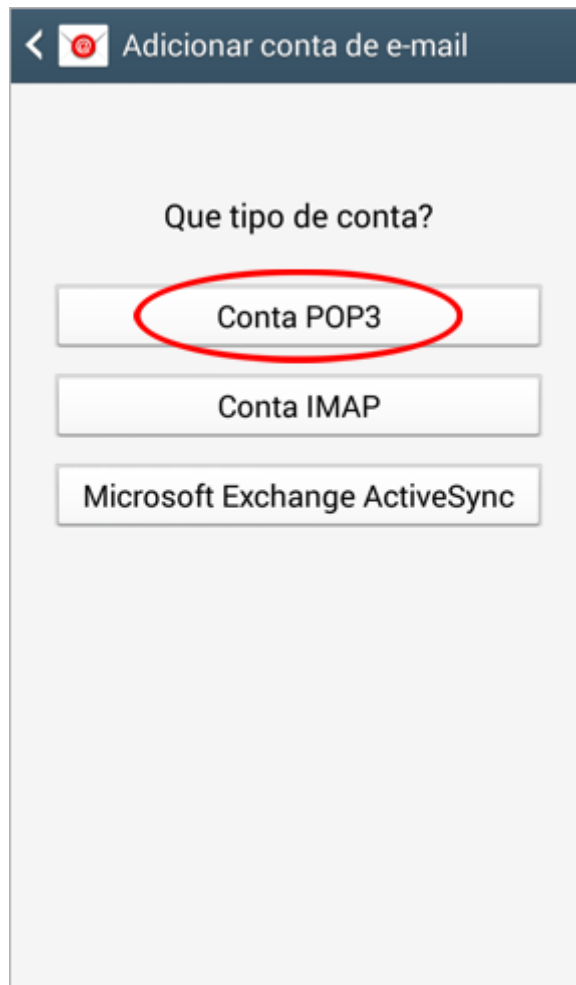 Adicionar conta de e-mail
Que tipo de conta?
Conta POP3
Conta IMAP
Microsoft Exchange ActiveSync